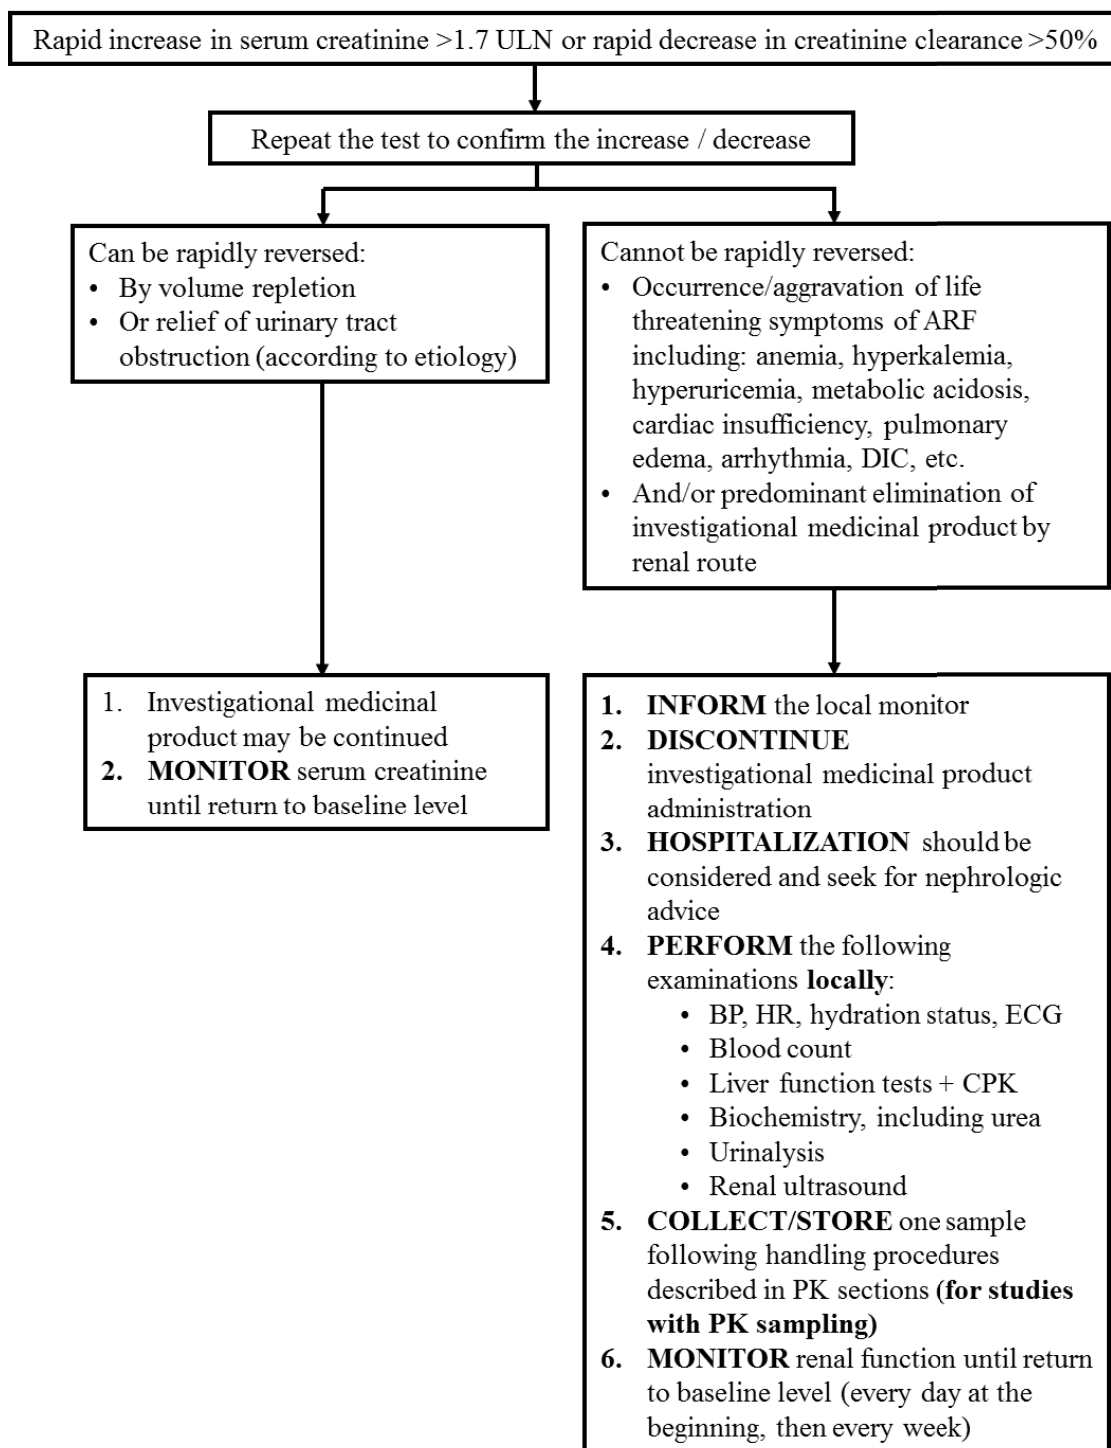 Rapid increase in serum creatinine >1.7 ULN or rapid decrease in creatinine clearance >50%
Repeat the test to confirm the increase / decrease
Can be rapidly reversed:
• By volume repletion
• Or relief of urinary tract
obstruction (according to etiology)
Cannot be rapidly reversed:
• Occurrence/aggravation of life
threatening symptoms of ARF
including: anemia, hyperkalemia,
hyperuricemia, metabolic acidosis,
cardiac insufficiency, pulmonary
edema, arrhythmia, DIC, etc.
• And/or predominant elimination of
investigational medicinal product by
renal route
1. Investigational medicinal
product may be continued
2. MONITOR serum creatinine
until return to baseline level
1. INFORM the local monitor
2. DISCONTINUE
investigational medicinal product
administration
3. HOSPITALIZATION should be
considered and seek for nephrologic
advice
4. PERFORM the following
examinations locally:
• BP, HR, hydration status, ECG
• Blood count
• Liver function tests + CPK
• Biochemistry, including urea
• Urinalysis
• Renal ultrasound
5. COLLECT/STORE one sample
following handling procedures
described in PK sections (for studies
with PK sampling)
6. MONITOR renal function until return
to baseline level (every day at the
beginning, then every week)